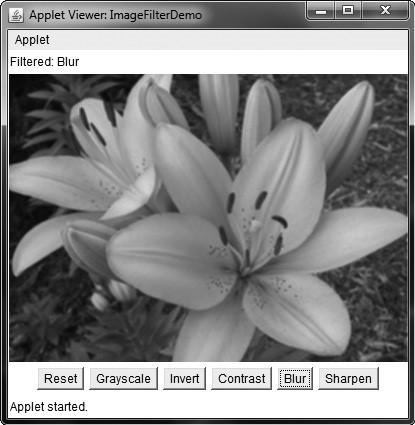 Applet Viewer: ImageFilterDemo
Applet
Filtered: Blur
Reset Grayscale Invert Contrast Blur Sharpen
Applet started.